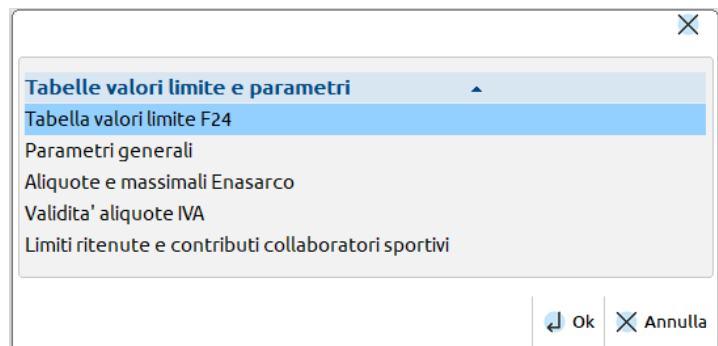 Tabelle valori limite e parametri
Tabella valori limite F24
Parametri generali
Aliquote e massimali Enasarco
Validita' aliquote IVA
Limiti ritenute e contributi collaboratori sportivi
Ok Annulla